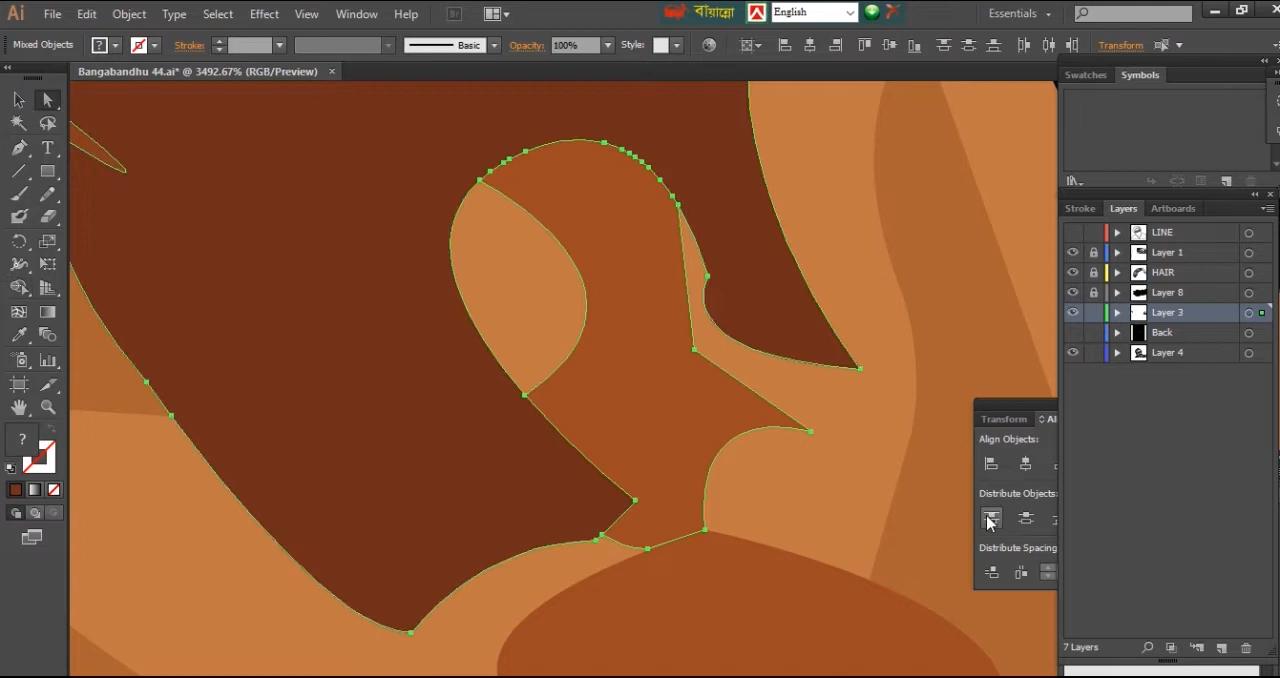 Ai File Edit Object Type Select Effect View Window Help Br বাঁয়ান্নো English Essentials
Mixed Objects ? Stroke: Basic Opacity: 100% Style: Transform
Bangabandhu 44.ai* @ 3492.67% (RGB/Preview) ×
Swatches Symbols
Stroke Layers Artboards
LINE
Layer 1
HAIR
Layer 8
Layer 3
Back
Layer 4
Transform
Align Objects:
?
Distribute Objects:
Distribute Spacing
7 Layers